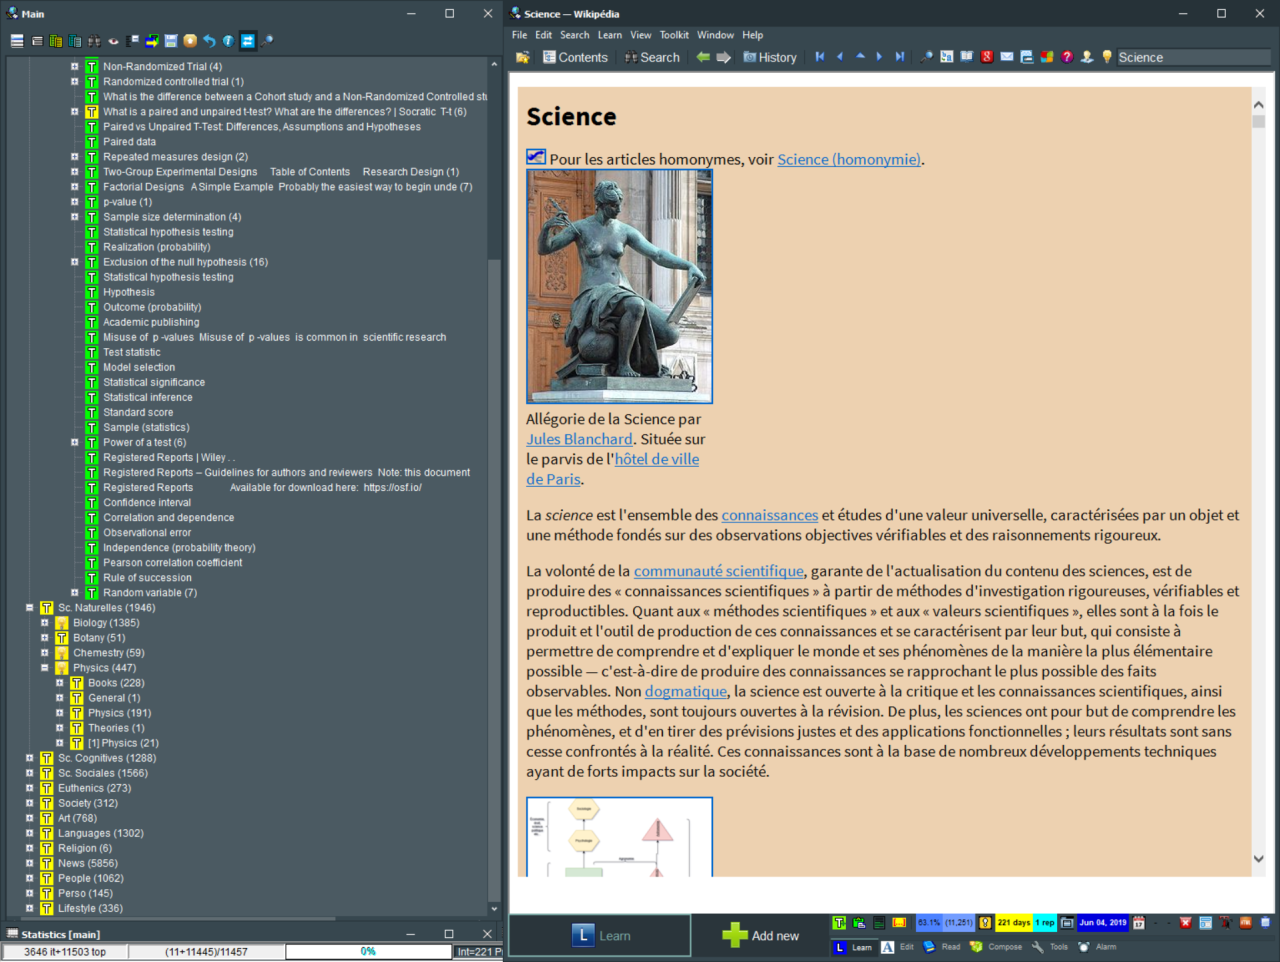 Main
Non-Randomized Trial (4)
Randomized controlled trial (1)
What is the difference between a Cohort study and a Non-Randomized Controlled stu
What is a paired and unpaired t-test? What are the differences? | Socratic T-t (6)
Paired vs Unpaired T-Test: Differences, Assumptions and Hypotheses
Paired data
Repeated measures design (2)
Two-Group Experimental Designs Table of Contents Research Design (1)
Factorial Designs A Simple Example Probably the easiest way to begin unde (7)
p-value (1)
Sample size determination (4)
Statistical hypothesis testing
Realization (probability)
Exclusion of the null hypothesis (16)
Statistical hypothesis testing
Hypothesis
Outcome (probability)
Academic publishing
Misuse of p -values Misuse of p -values is common in scientific research
Test statistic
Model selection
Statistical significance
Statistical inference
Standard score
Sample (statistics)
Power of a test (6)
Registered Reports | Wiley . .
Registered Reports – Guidelines for authors and reviewers Note: this document
Registered Reports Available for download here: https://osf.io/
Confidence interval
Correlation and dependence
Observational error
Independence (probability theory)
Pearson correlation coefficient
Rule of succession
Random variable (7)
Sc. Naturelles (1946)
Biology (1385)
Botany (51)
Chemistry (59)
Physics (447)
Books (228)
General (1)
Physics (191)
Theories (1)
[1] Physics (21)
Sc. Cognitives (1288)
Sc. Sociales (1566)
Euthenics (273)
Society (312)
Art (768)
Languages (1302)
Religion (6)
News (5856)
People (1062)
Perso (145)
Lifestyle (336)
Statistics [main]
3646 it+11503 top (11+11445)/11457 0% Int=221 P
Science — Wikipédia
File Edit Search Learn View Toolkit Window Help
Contents Search History Science
Science
Pour les articles homonymes, voir Science (homonymie).
Allégorie de la Science par
Jules Blanchard. Située sur
le parvis de l'hôtel de ville
de Paris.
La science est l'ensemble des connaissances et études d'une valeur universelle, caractérisées par un objet et
une méthode fondés sur des observations objectives vérifiables et des raisonnements rigoureux.
La volonté de la communauté scientifique, garante de l'actualisation du contenu des sciences, est de
produire des « connaissances scientifiques » à partir de méthodes d'investigation rigoureuses, vérifiables et
reproductibles. Quant aux « méthodes scientifiques » et aux « valeurs scientifiques », elles sont à la fois le
produit et l'outil de production de ces connaissances et se caractérisent par leur but, qui consiste à
permettre de comprendre et d'expliquer le monde et ses phénomènes de la manière la plus élémentaire
possible — c'est-à-dire de produire des connaissances se rapprochant le plus possible des faits
observables. Non dogmatique, la science est ouverte à la critique et les connaissances scientifiques, ainsi
que les méthodes, sont toujours ouvertes à la révision. De plus, les sciences ont pour but de comprendre les
phénomènes, et d'en tirer des prévisions justes et des applications fonctionnelles ; leurs résultats sont sans
cesse confrontés à la réalité. Ces connaissances sont à la base de nombreux développements techniques
ayant de forts impacts sur la société.
L Learn Add new
63.1% (11,251) 221 days 1 rep Jun 04, 2019
L Learn A Edit Read Compose Tools Alarm